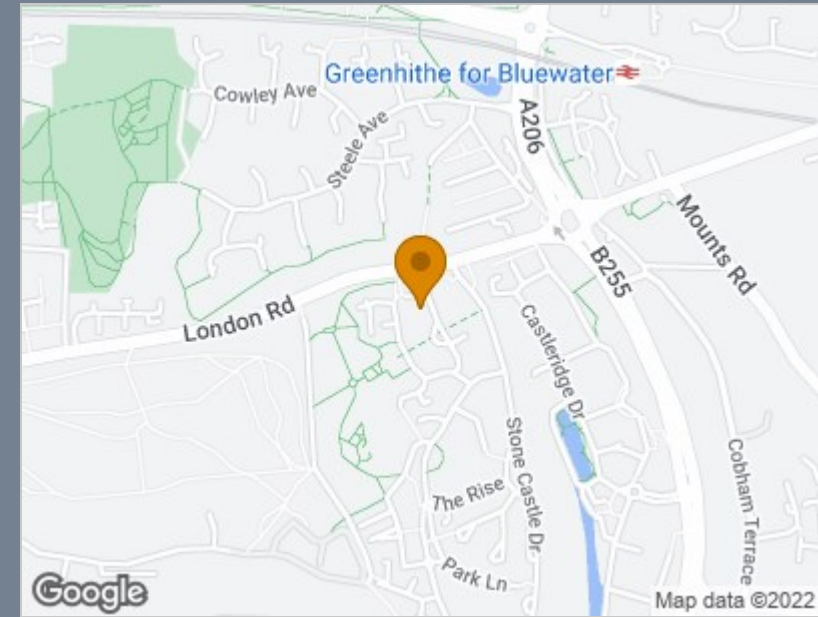 Greenhithe for Bluewater
Cowley Ave
A206
Steele Ave
Mounts Rd
B255
London Rd
Castleridge Dr
Stone Castle Dr
Cobham Terrace
The Rise
Park Ln
Google
Map data ©2022